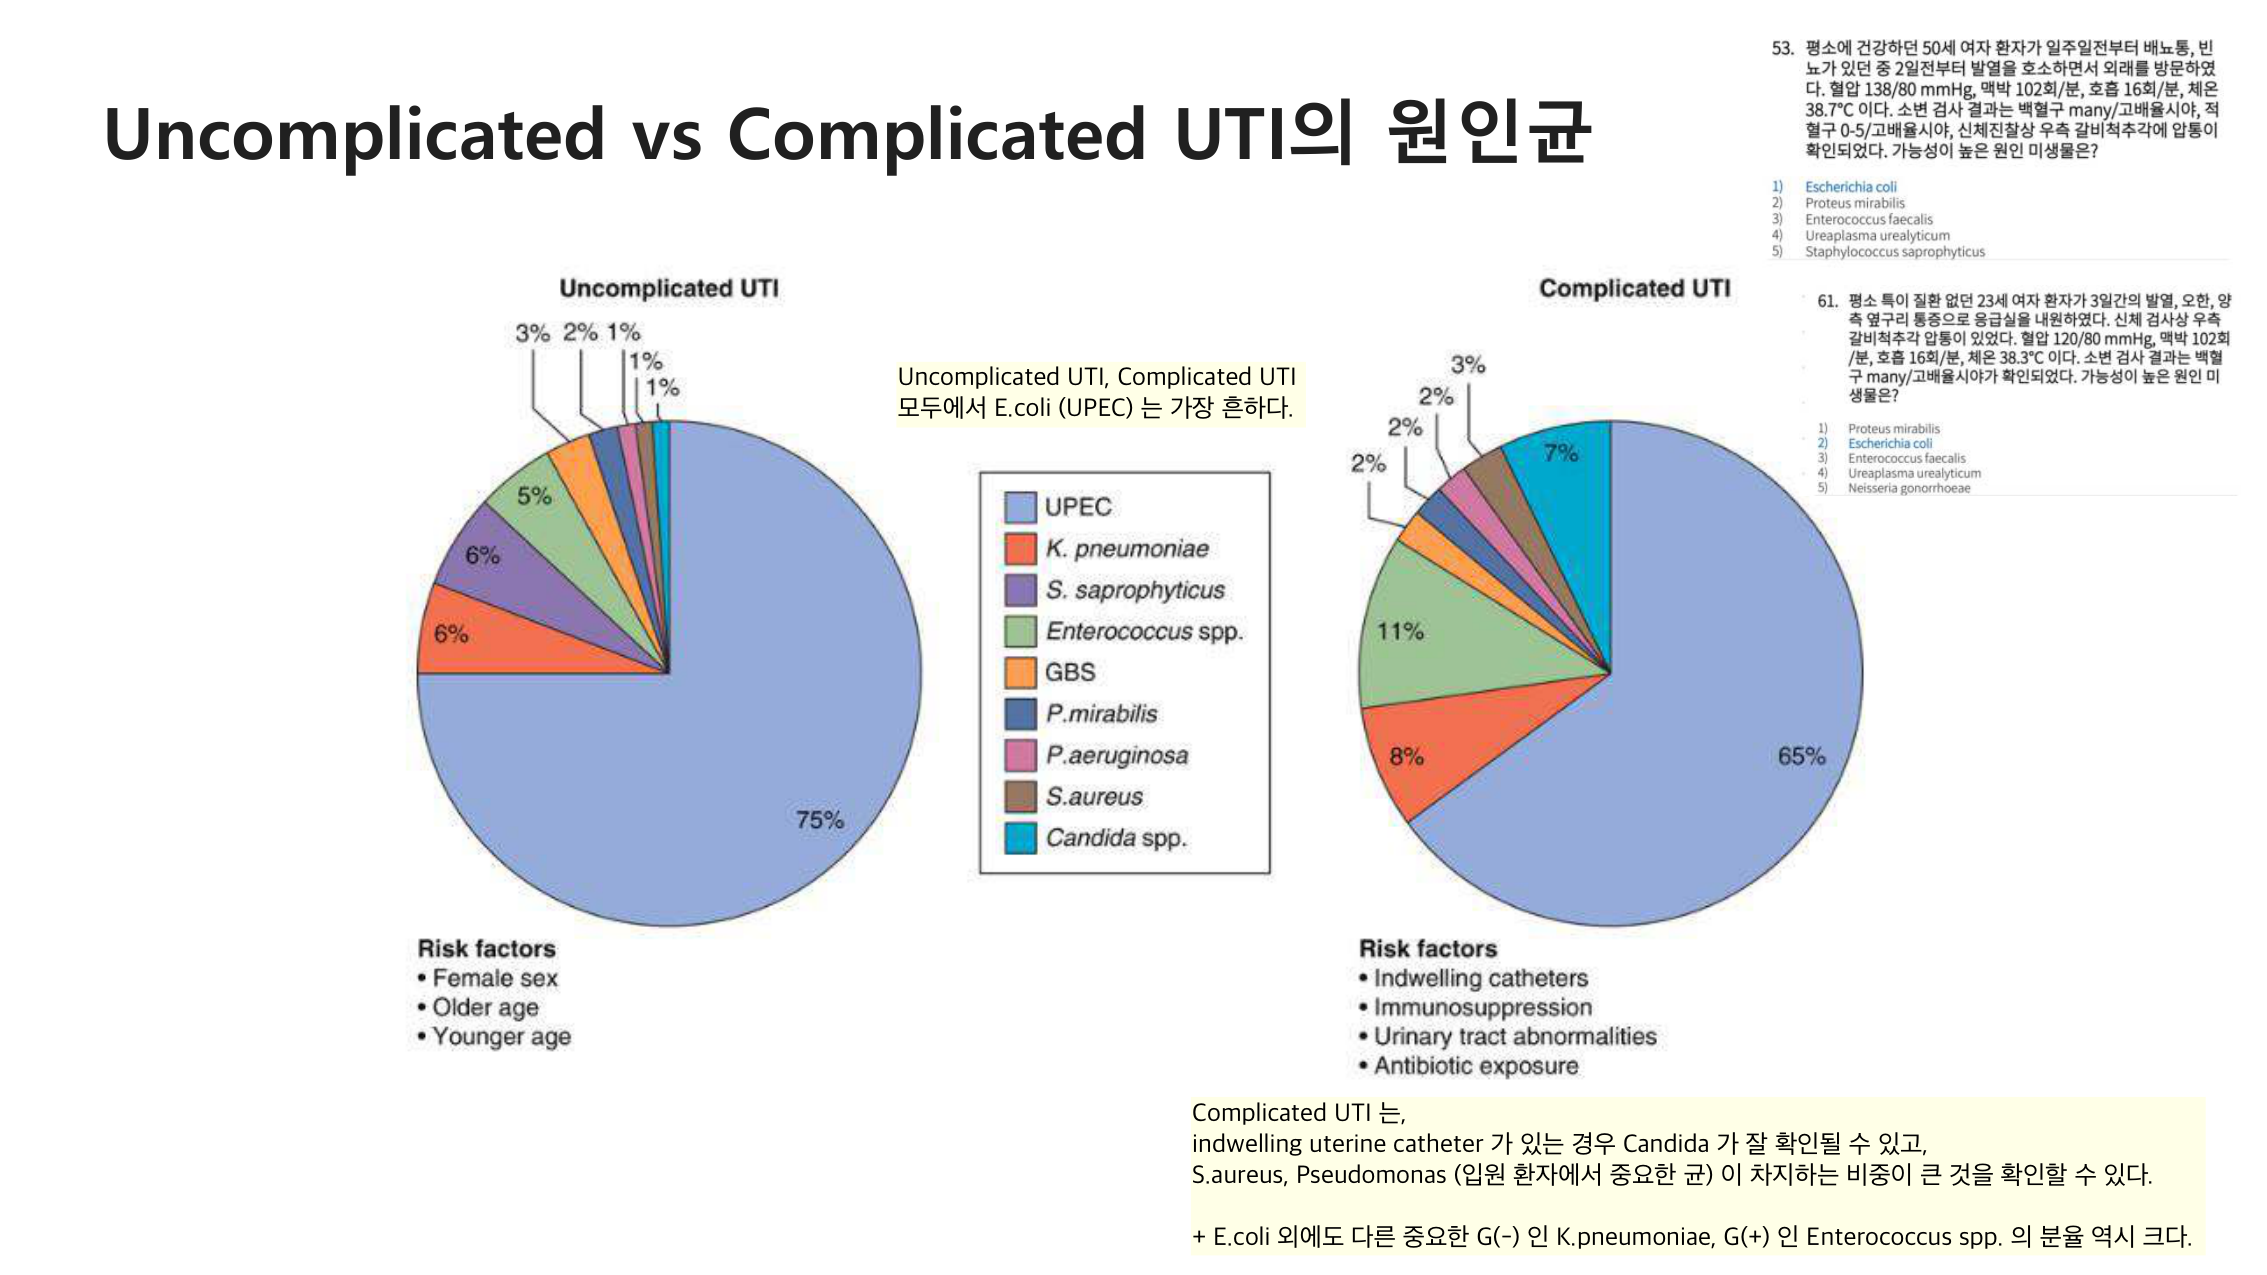 Uncomplicated vs Complicated UTI의 원인균
53. 평소에 건강하던 50세 여자 환자가 일주일전부터 배뇨통, 빈
뇨가 있던 중 2일전부터 발열을 호소하면서 외래를 방문하였
다. 혈압 138/80 mmHg, 맥박 102회/분, 호흡 16회/분, 체온
38.7°C 이다. 소변 검사 결과는 백혈구 many/고배율시야, 적
혈구 0-5/고배율시야, 신체진찰상 우측 갈비척추각에 압통이
확인되었다. 가능성이 높은 원인 미생물은?
1) Escherichia coli
2) Proteus mirabilis
3) Enterococcus faecalis
4) Ureaplasma urealyticum
5) Staphylococcus saprophyticus
61. 평소 특이 질환 없던 23세 여자 환자가 3일간의 발열, 오한, 양
측 옆구리 통증으로 응급실을 내원하였다. 신체 검사상 우측
갈비척추각 압통이 있었다. 혈압 120/80 mmHg, 맥박 102회
/분, 호흡 16회/분, 체온 38.3°C 이다. 소변 검사 결과는 백혈
구 many/고배율시야가 확인되었다. 가능성이 높은 원인 미
생물은?
1) Proteus mirabilis
2) Escherichia coli
3) Enterococcus faecalis
4) Ureaplasma urealyticum
5) Neisseria gonorrhoeae
Uncomplicated UTI
3% 2% 1%
1%
1%
5%
6%
6%
75%
Risk factors
• Female sex
• Older age
• Younger age
Uncomplicated UTI, Complicated UTI
모두에서 E.coli (UPEC) 는 가장 흔하다.
UPEC
K. pneumoniae
S. saprophyticus
Enterococcus spp.
GBS
P.mirabilis
P.aeruginosa
S.aureus
Candida spp.
Complicated UTI
3%
2%
2%
2%
7%
11%
8%
65%
Risk factors
• Indwelling catheters
• Immunosuppression
• Urinary tract abnormalities
• Antibiotic exposure
Complicated UTI 는,
indwelling uterine catheter 가 있는 경우 Candida 가 잘 확인될 수 있고,
S.aureus, Pseudomonas (입원 환자에서 중요한 균) 이 차지하는 비중이 큰 것을 확인할 수 있다.
+ E.coli 외에도 다른 중요한 G(-) 인 K.pneumoniae, G(+) 인 Enterococcus spp. 의 분율 역시 크다.